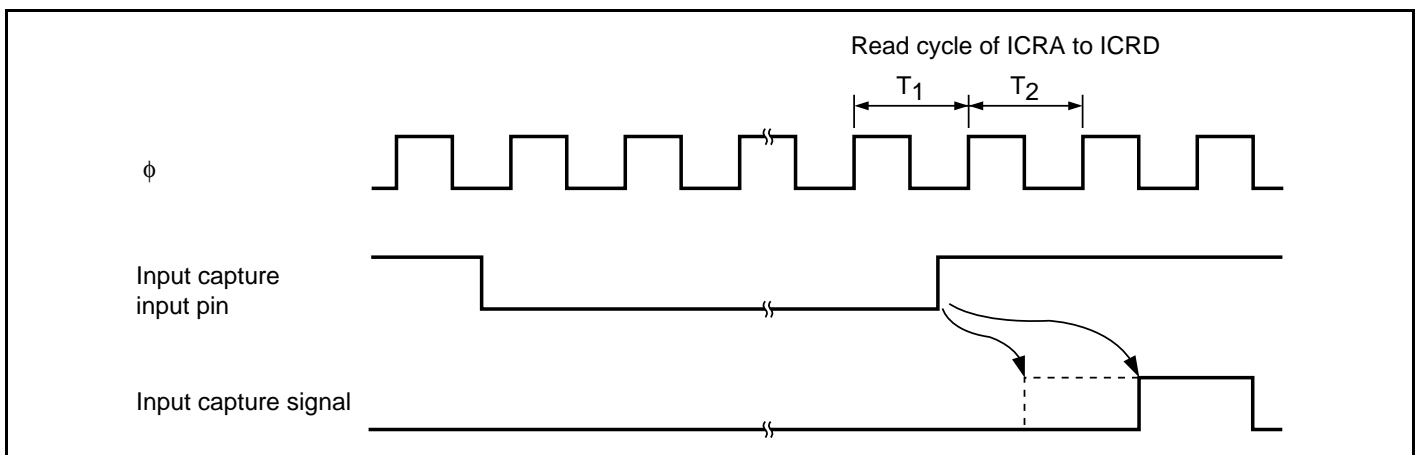 Read cycle of ICRA to ICRD
T1 T2
ϕ
Input capture
input pin
Input capture signal